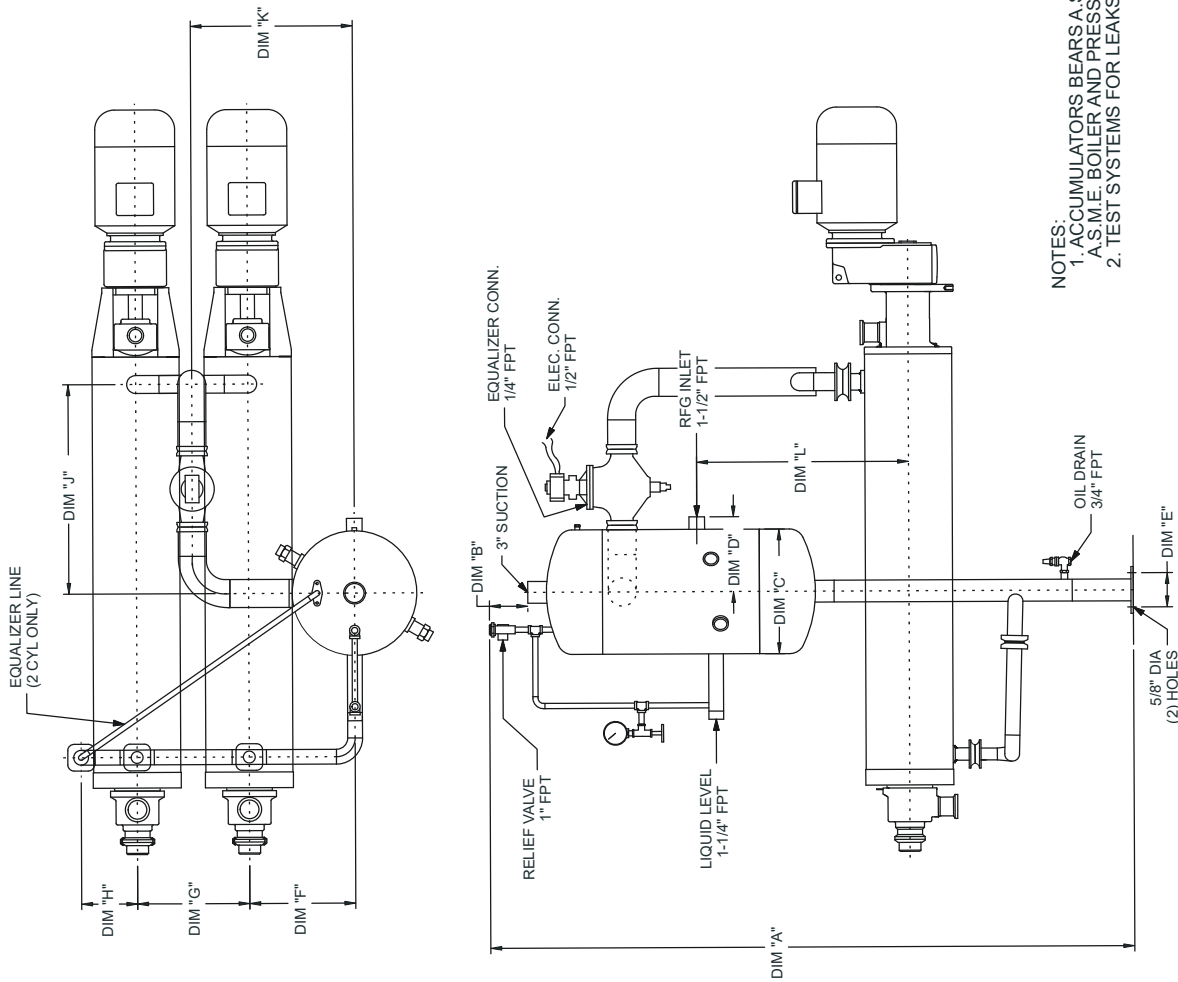 DIM "K"
DIM "J"
EQUALIZER LINE
(2 CYL ONLY)
DIM "H"
DIM "G"
DIM "F"
EQUALIZER CONN.
1/4" FPT
ELEC. CONN.
1/2" FPT
3" SUCTION
DIM "B"
RFG INLET
1-1/2" FPT
DIM "L"
DIM "D"
DIM "C"
RELIEF VALVE
1" FPT
LIQUID LEVEL
1-1/4" FPT
OIL DRAIN
3/4" FPT
DIM "E"
5/8" DIA
(2) HOLES
DIM "A"
NOTES:
1. ACCUMULATORS BEARS A.S
A.S.M.E. BOILER AND PRESS
2. TEST SYSTEMS FOR LEAKS